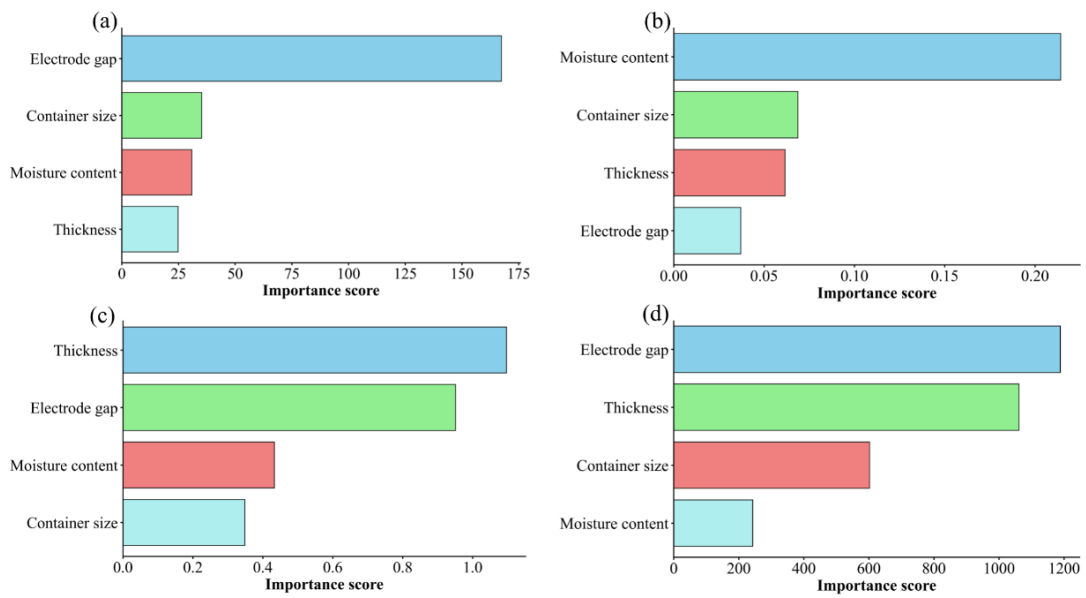 (a)
Electrode gap
Container size
Moisture content
Thickness
0 25 50 75 100 125 150 175
Importance score
(b)
Moisture content
Container size
Thickness
Electrode gap
0.00 0.05 0.10 0.15 0.20
Importance score
(c)
Thickness
Electrode gap
Moisture content
Container size
0.0 0.2 0.4 0.6 0.8 1.0
Importance score
(d)
Electrode gap
Thickness
Container size
Moisture content
0 200 400 600 800 1000 1200
Importance score